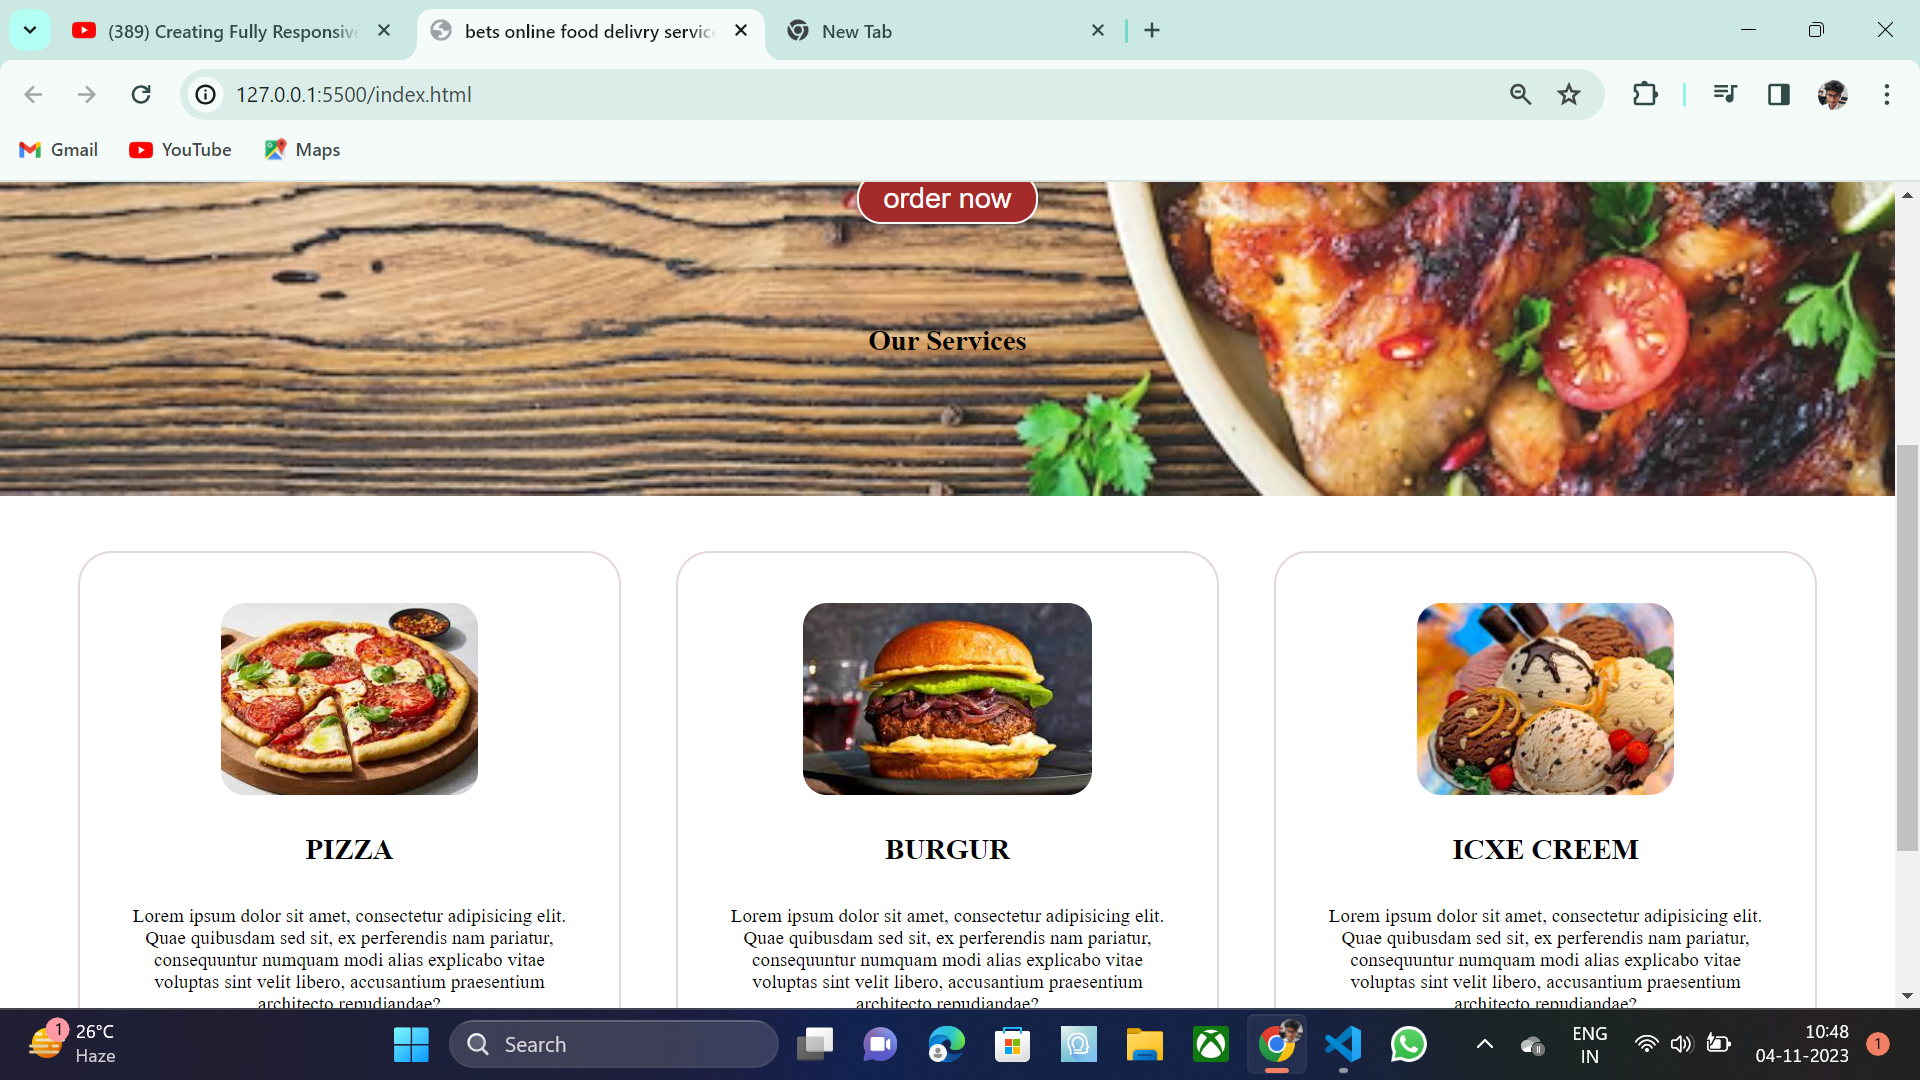 (389) Creating Fully Responsive
bets online food delivry service
New Tab
127.0.0.1:5500/index.html
Gmail
YouTube
Maps
order now
Our Services
PIZZA
Lorem ipsum dolor sit amet, consectetur adipisicing elit.
Quae quibusdam sed sit, ex perferendis nam pariatur,
consequuntur numquam modi alias explicabo vitae
voluptas sint velit libero, accusantium praesentium
architecto repudiandae?
BURGUR
Lorem ipsum dolor sit amet, consectetur adipisicing elit.
Quae quibusdam sed sit, ex perferendis nam pariatur,
consequuntur numquam modi alias explicabo vitae
voluptas sint velit libero, accusantium praesentium
architecto repudiandae?
ICXE CREEM
Lorem ipsum dolor sit amet, consectetur adipisicing elit.
Quae quibusdam sed sit, ex perferendis nam pariatur,
consequuntur numquam modi alias explicabo vitae
voluptas sint velit libero, accusantium praesentium
architecto repudiandae?
1
26°C
Haze
Search
ENG
IN
10:48
04-11-2023
1